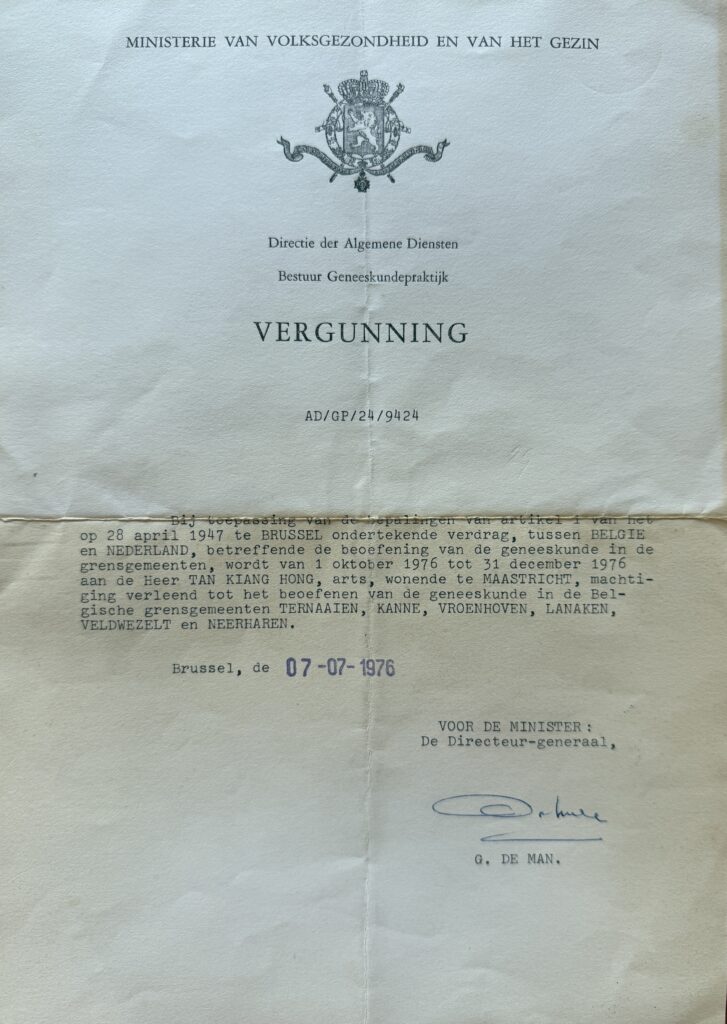 MINISTERIE VAN VOLKSGEZONDHEID EN VAN HET GEZIN
Directie der Algemene Diensten
Bestuur Geneeskundepraktijk
VERGUNNING
AD/GP/24/9424
Bij toepassing van de bepalingen van artikel 1 van het
op 28 april 1947 te BRUSSEL ondertekende verdrag, tussen BELGIE
en NEDERLAND, betreffende de beoefening van de geneeskunde in de
grensgemeenten, wordt van 1 oktober 1976 tot 31 december 1976
aan de Heer TAN KIANG HONG, arts, wonende te MAASTRICHT, machti-
ging verleend tot het beoefenen van de geneeskunde in de Bel-
gische grensgemeenten TERNAAIEN, KANNE, VROENHOVEN, LANAKEN,
VELDWEZELT en NEERHAREN.
Brussel, de 07-07-1976
VOOR DE MINISTER:
De Directeur-generaal,
G. DE MAN.